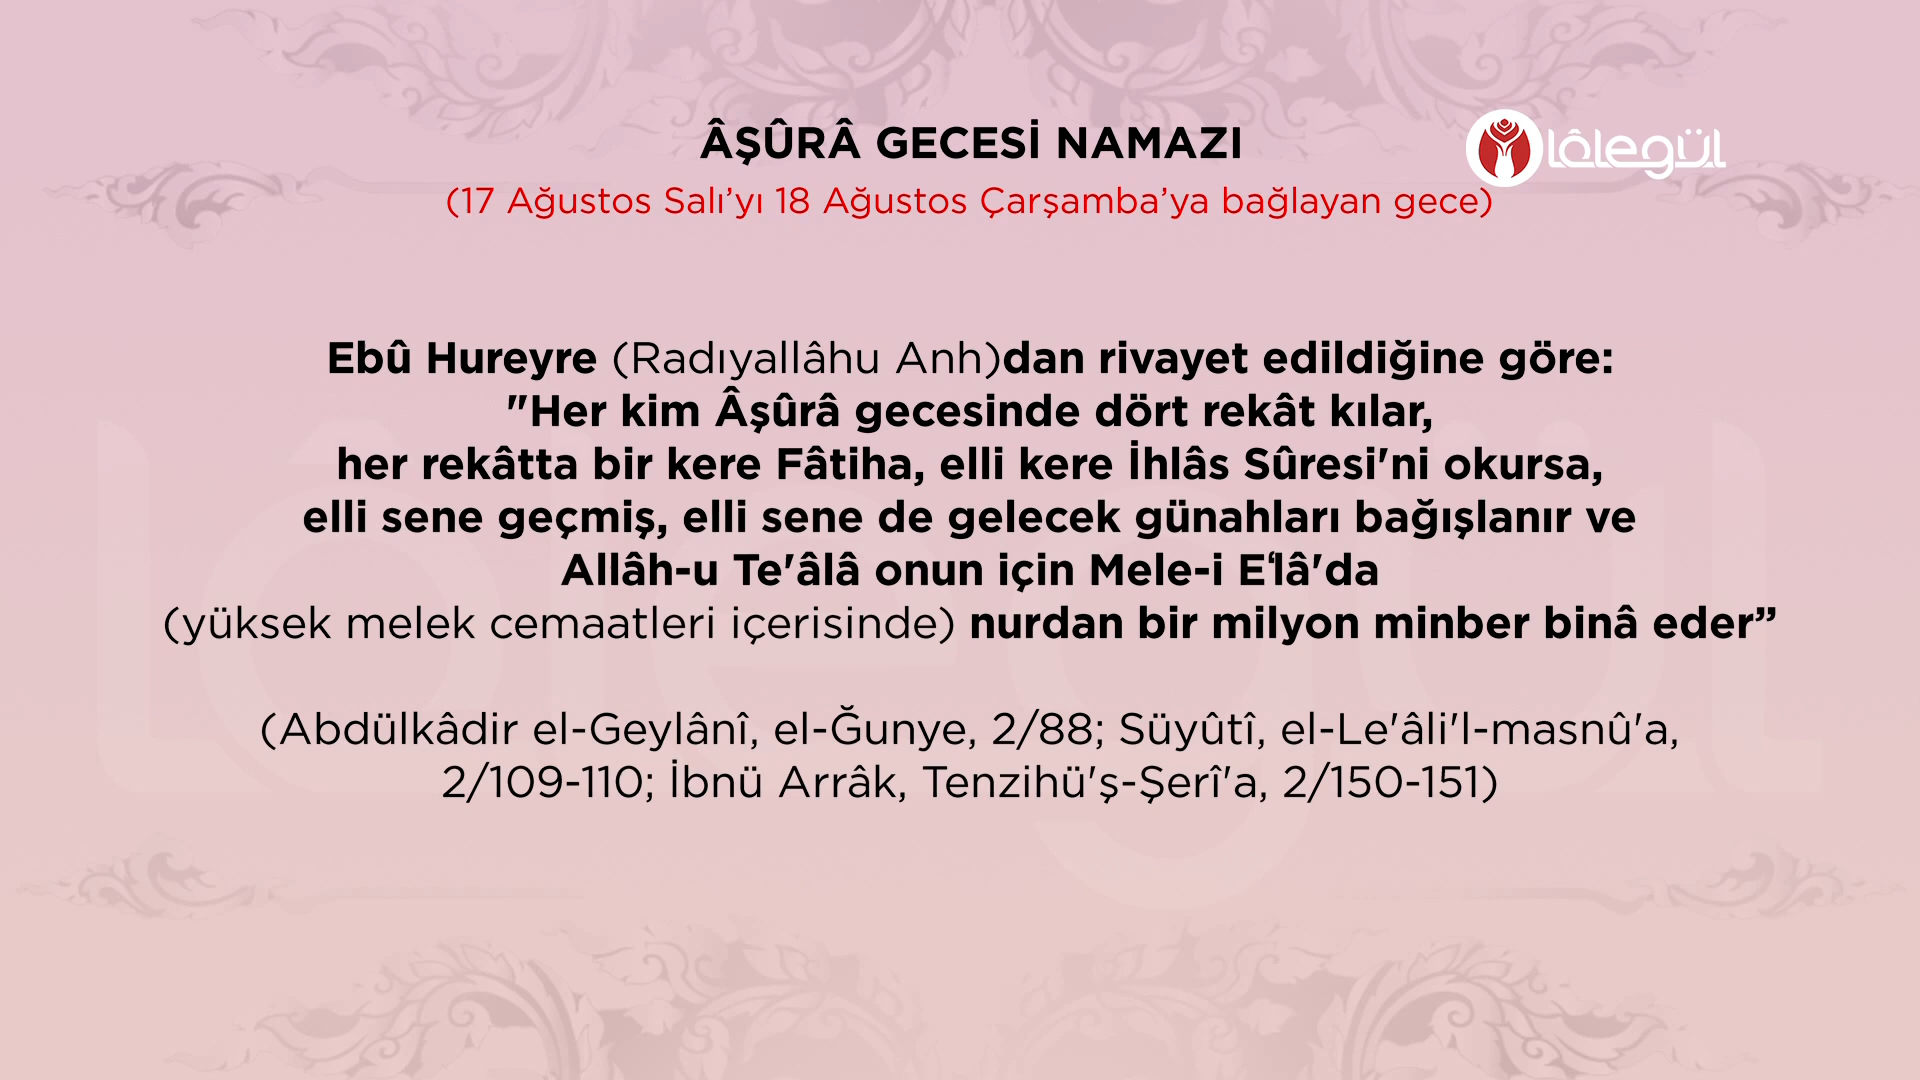 ÂŞÛRÂ GECESİ NAMAZI
lâlegül
(17 Ağustos Salı’yı 18 Ağustos Çarşamba’ya bağlayan gece)
Ebû Hureyre (Radıyallâhu Anh)dan rivayet edildiğine göre:
"Her kim Âşûrâ gecesinde dört rekât kılar,
her rekâtta bir kere Fâtiha, elli kere İhlâs Sûresi'ni okursa,
elli sene geçmiş, elli sene de gelecek günahları bağışlanır ve
Allâh-u Te'âlâ onun için Mele-i E‘lâ'da
(yüksek melek cemaatleri içerisinde) nurdan bir milyon minber binâ eder”
(Abdülkâdir el-Geylânî, el-Ğunye, 2/88; Süyûtî, el-Le'âli'l-masnû'a,
2/109-110; İbnü Arrâk, Tenzihü'ş-Şerî'a, 2/150-151)
lâlegül